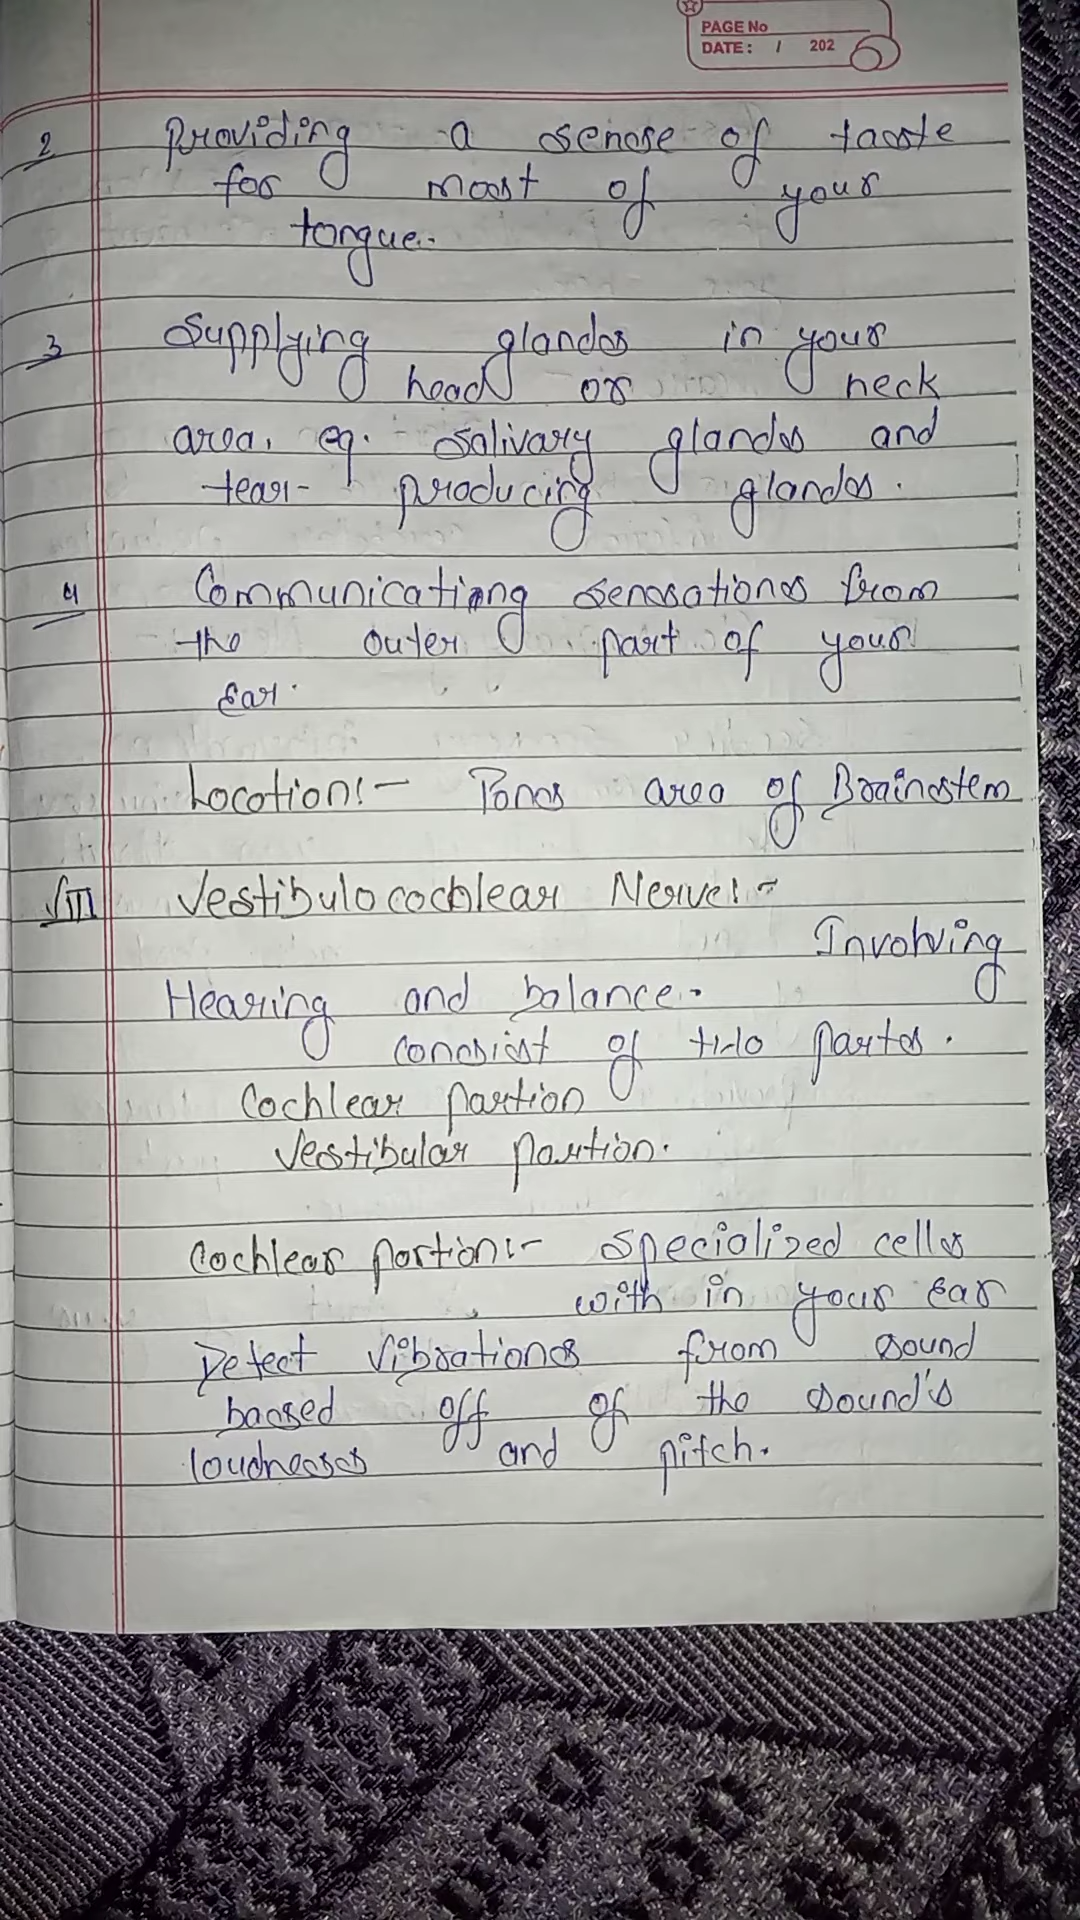 PAGE No
DATE: / 202
2 Providing a sense of taste
for most of your
tongue.
3 Supplying glands in your
head or neck
area, eg. salivary glands and
tear- producing glands.
4 Communicationg sensations from
the outer part of your
Ear.
Location:- Pons area of Brainstem
VIII Vestibulocochlear Nerve:-
Involving
Hearing and balance.
consist of two parts.
Cochlear portion
Vestibular portion.
Cochlear portion:- Specialized cells
with in your Ear
Detect vibrations from sound
based off of the sound's
loudness and pitch.